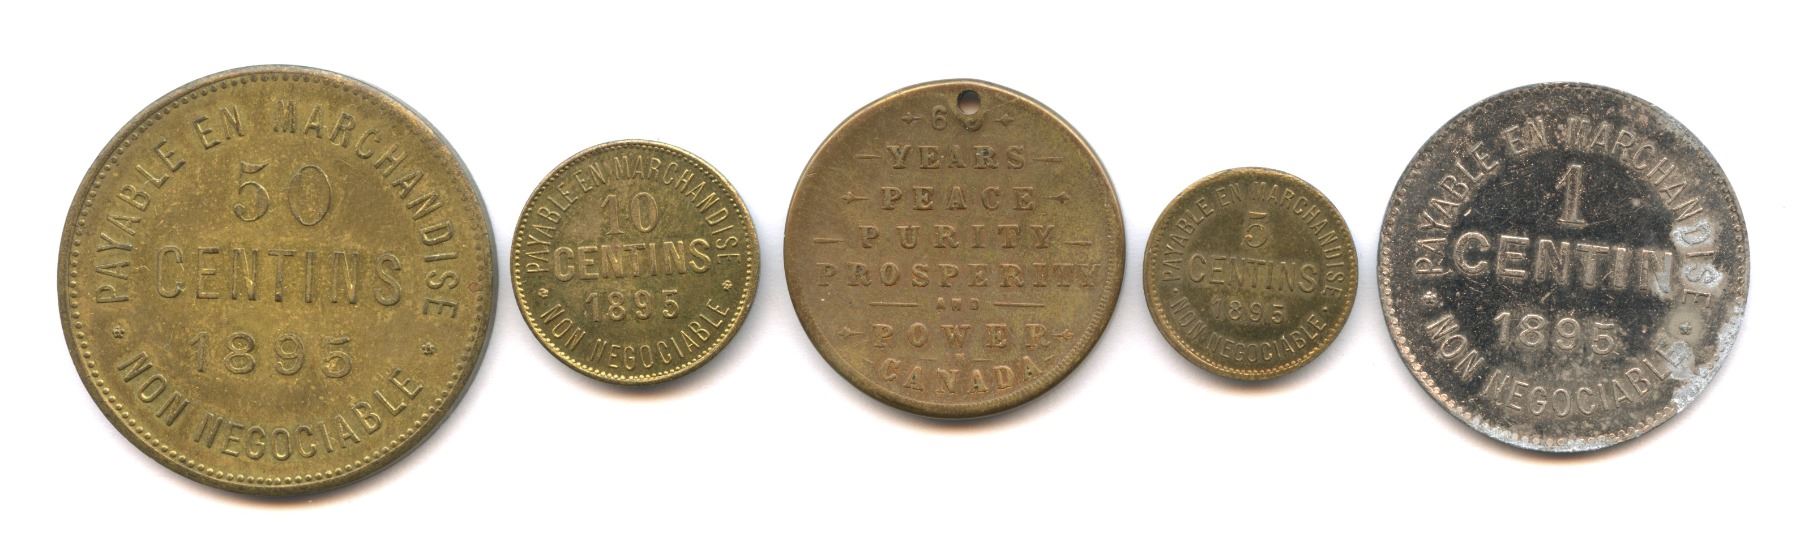 PAYABLE EN MARCHANDISE
50
CENTINS
1895
NON NEGOCIABLE
PAYABLE EN MARCHANDISE
10
CENTINS
1895
NON NEGOCIABLE
60
YEARS
PEACE
PURITY
PROSPERITY
AND
POWER
CANADA
PAYABLE EN MARCHANDISE
5
CENTINS
1895
NON NEGOCIABLE
PAYABLE EN MARCHANDISE
1
CENTIN
1895
NON NEGOCIABLE